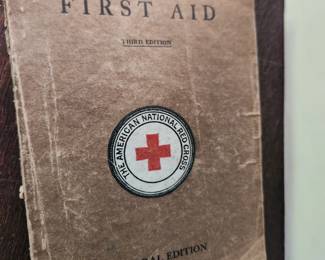 FIRST AID
THIRD EDITION
THE AMERICAN NATIONAL RED CROSS
EDITION